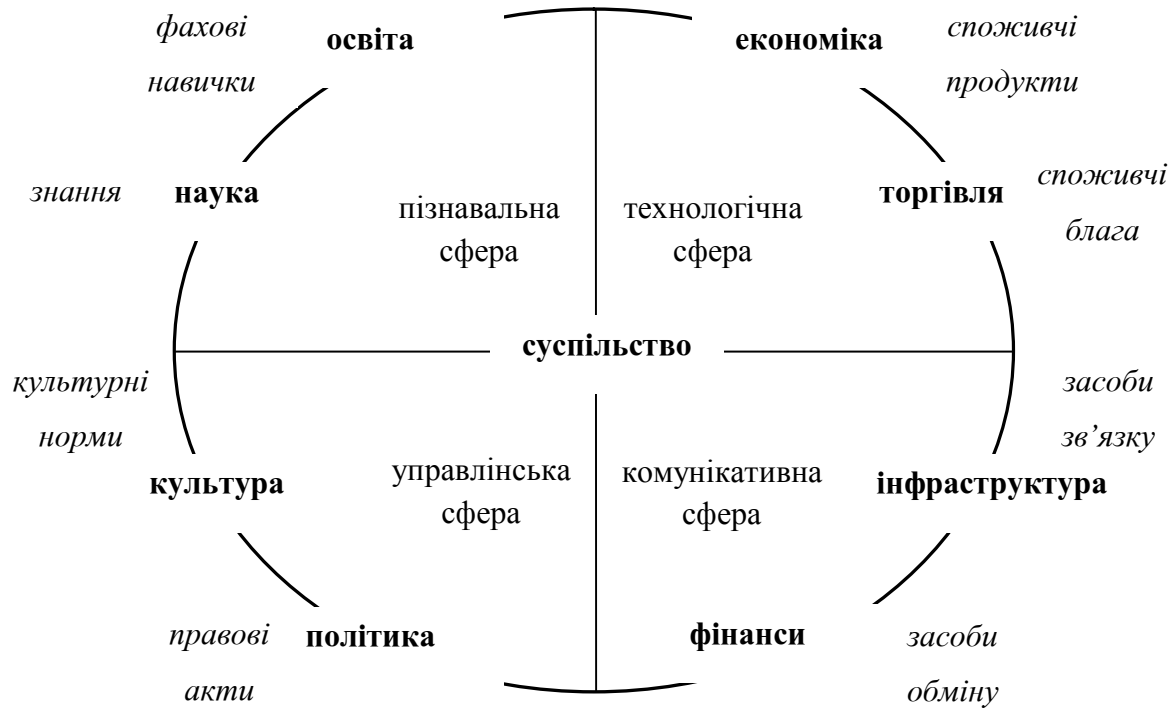 фахові
навички
освіта
економіка
споживчі
продукти
знання
наука
пізнавальна
сфера
технологічна
сфера
торгівля
споживчі
блага
суспільство
культурні
норми
культура
управлінська
сфера
комунікативна
сфера
засоби
зв’язку
інфраструктура
правові
акти
політика
фінанси
засоби
обміну